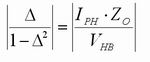 |Δ / (1 − Δ²)| = |I_PH · Z_O / V_HB|